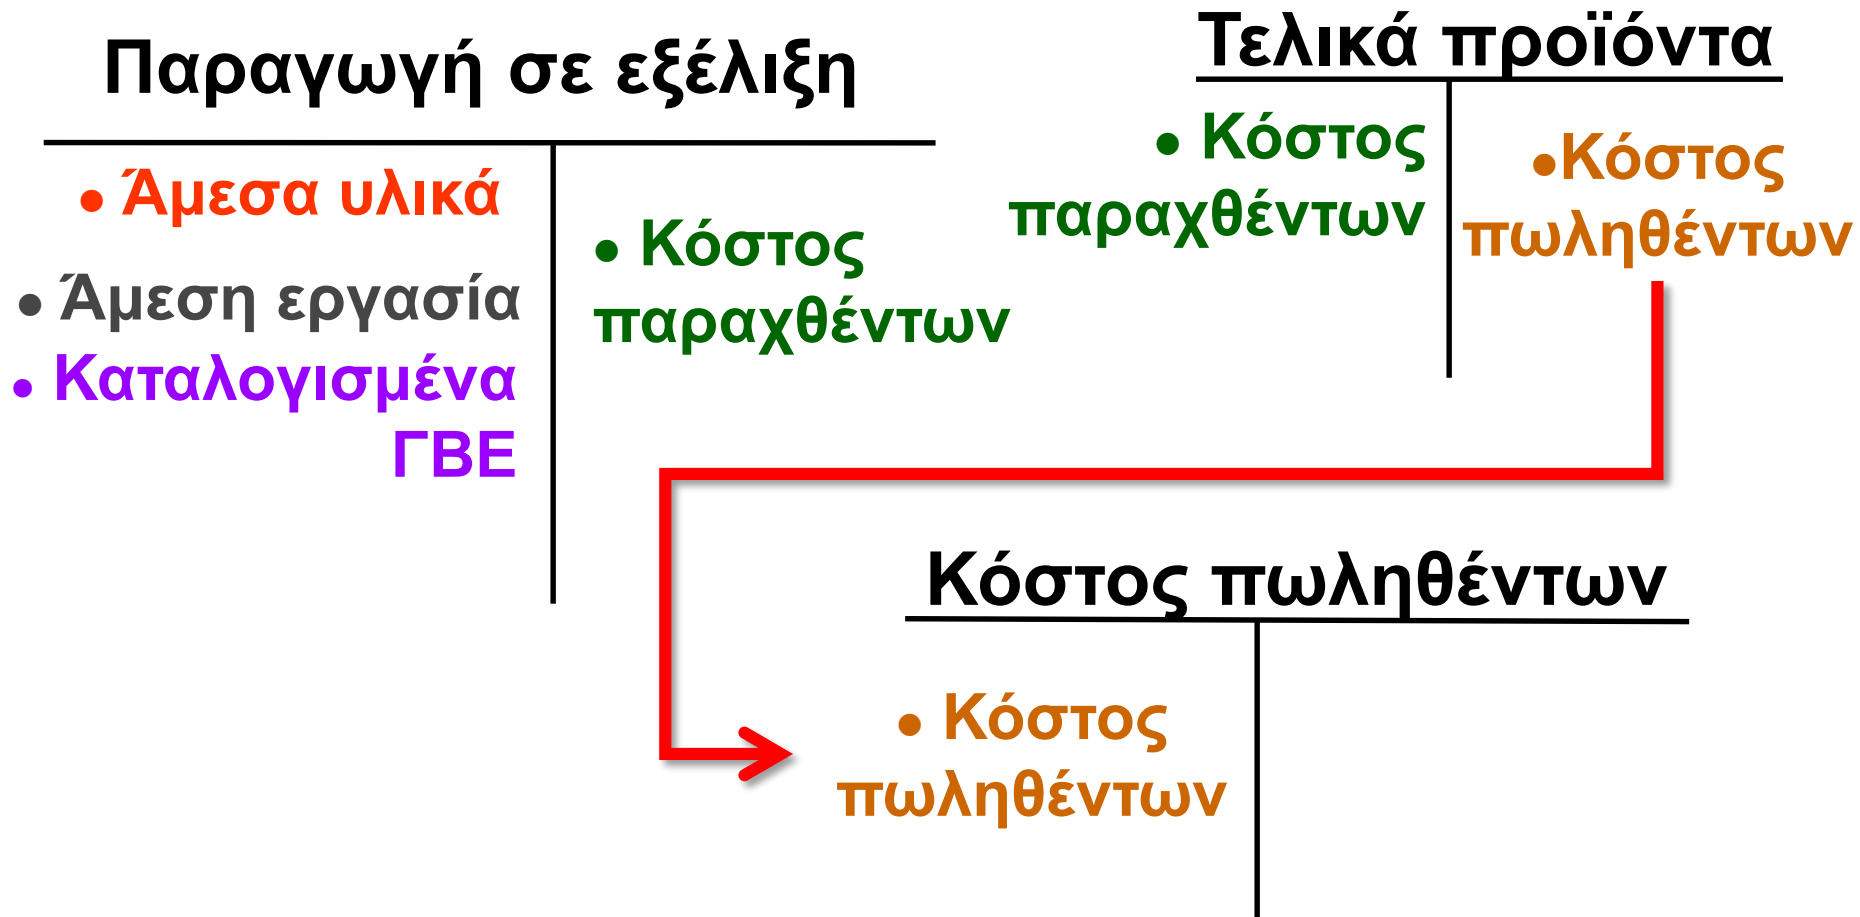 Παραγωγή σε εξέλιξη
• Άμεσα υλικά
• Άμεση εργασία
• Καταλογισμένα
ΓΒΕ
• Κόστος
παραχθέντων
Τελικά προϊόντα
• Κόστος
παραχθέντων
•Κόστος
πωληθέντων
Κόστος πωληθέντων
• Κόστος
πωληθέντων